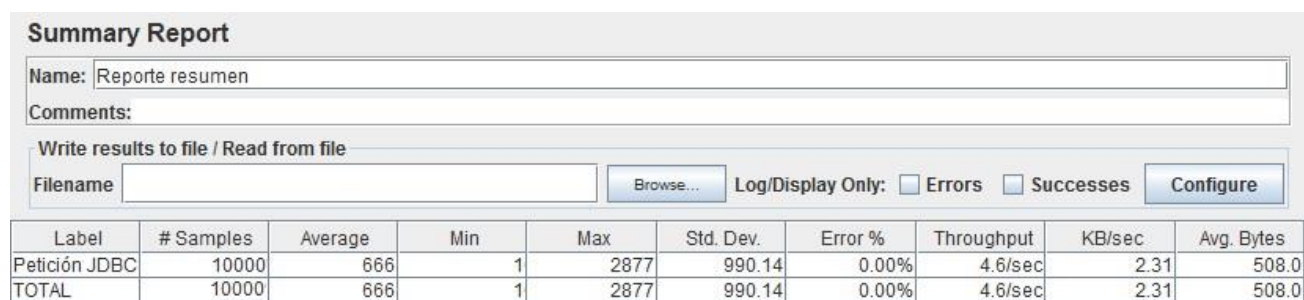 Summary Report
Name: Reporte resumen
Comments:
Write results to file / Read from file
Filename Browse... Log/Display Only: Errors Successes Configure
Label # Samples Average Min Max Std. Dev. Error % Throughput KB/sec Avg. Bytes
Petición JDBC 10000 666 1 2877 990.14 0.00% 4.6/sec 2.31 508.0
TOTAL 10000 666 1 2877 990.14 0.00% 4.6/sec 2.31 508.0